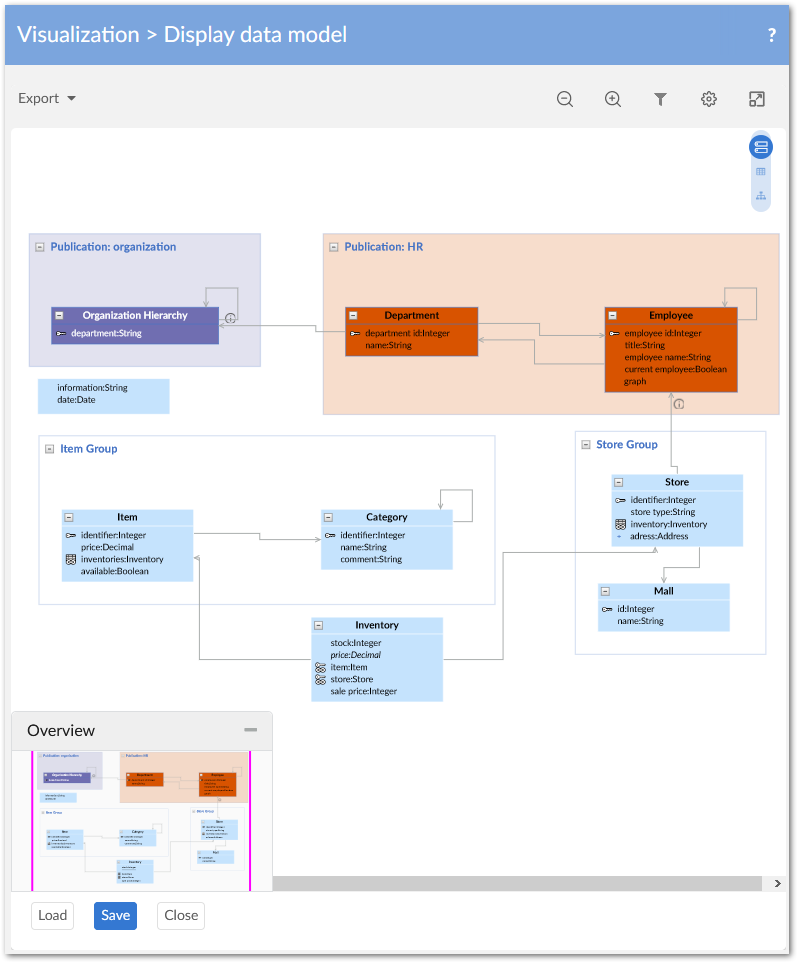 Visualization > Display data model
?
Export
Publication: organization
Organization Hierarchy
department:String
information:String
date:Date
Publication: HR
Department
department id:Integer
name:String
Employee
employee id:Integer
title:String
employee name:String
current employee:Boolean
graph
Item Group
Item
identifier:Integer
price:Decimal
inventories:Inventory
available:Boolean
Category
identifier:Integer
name:String
comment:String
Store Group
Store
identifier:Integer
store type:String
inventory:Inventory
adress:Address
Mall
id:Integer
name:String
Inventory
stock:Integer
price:Decimal
item:Item
store:Store
sale price:Integer
Overview
Load
Save
Close